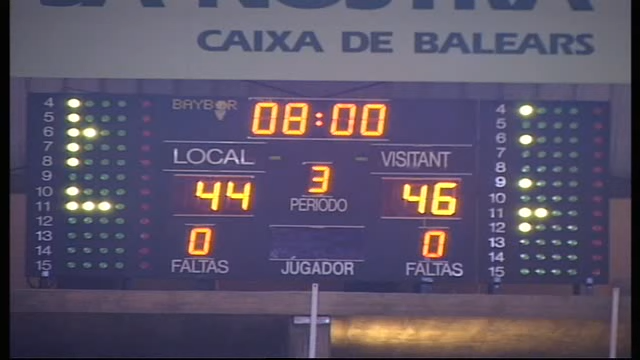 SA NOSTRA
CAIXA DE BALEARS
BAYBOR
08:00
LOCAL VISITANT
44 3 46
PERIODO
0 0
FALTAS JUGADOR FALTAS
4 4
5 5
6 6
7 7
8 8
9 9
10 10
11 11
12 12
13 13
14 14
15 15